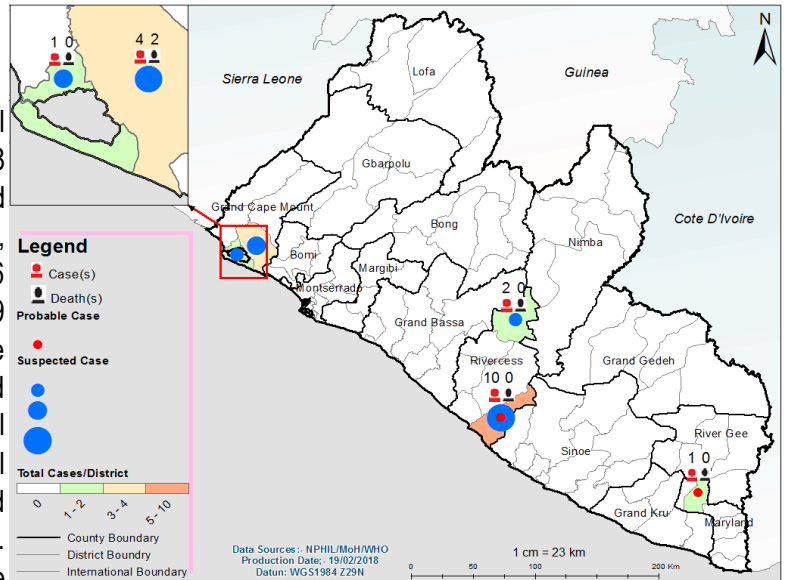 1 0
4 2
N
Sierra Leone
Guinea
Lofa
Gbarpolu
Grand Cape Mount
Bong
Cote D'Ivoire
Nimba
Bomi
Margibi
Montserrado
2 0
Grand Bassa
Rivercess
Grand Gedeh
10 0
River Gee
Sinoe
1 0
Grand Kru
Maryland
Legend
Case(s)
Death(s)
Probable Case
Suspected Case
Total Cases/District
0
1 - 2
3 - 4
5 - 10
County Boundary
District Boundry
International Boundary
Data Sources:- NPHIL/MoH/WHO
Production Date;- 19/02/2018
Datun: WGS1984 Z29N
1 cm = 23 km
0 50 100 200 Km